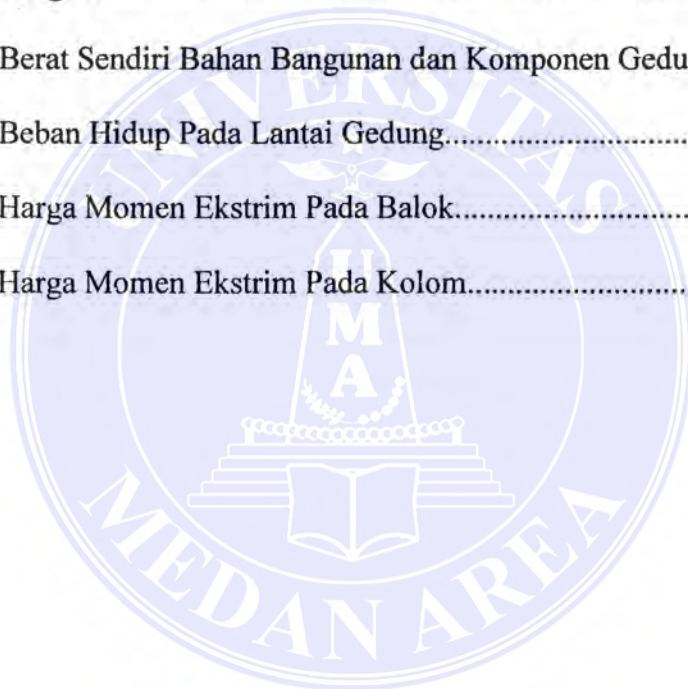 Berat Sendiri Bahan Bangunan dan Komponen Gedu
Beban Hidup Pada Lantai Gedung..............................
Harga Momen Ekstrim Pada Balok..............................
Harga Momen Ekstrim Pada Kolom............................
UNIVERSITAS
U
M
A
MEDAN AREA